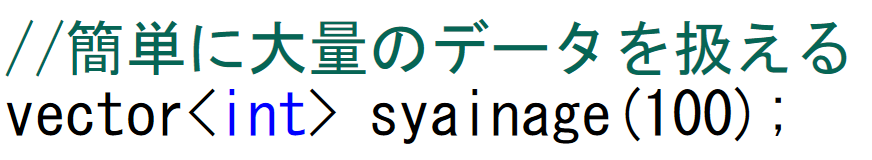 //簡単に大量のデータを扱える
vector<int> syainage(100);